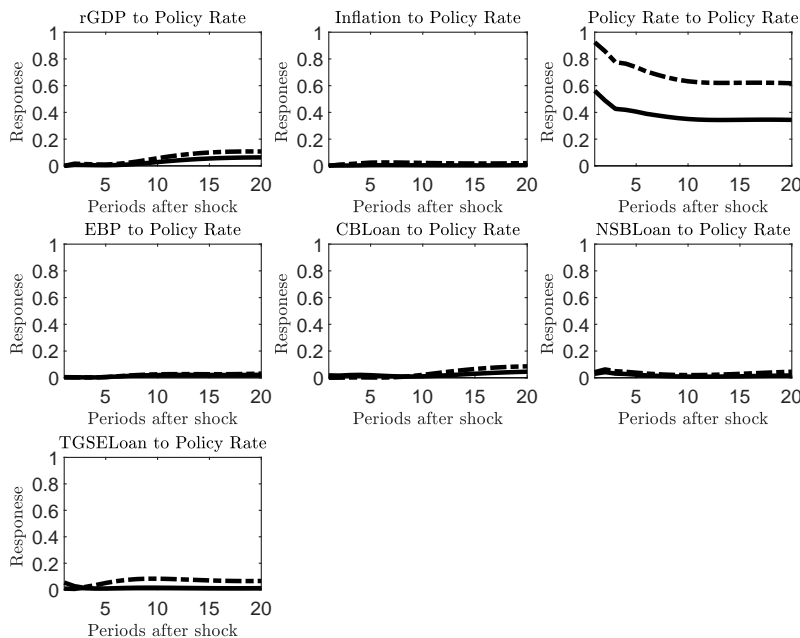 rGDP to Policy Rate
1
0.8
0.6
0.4
0.2
0
Responese
5 10 15 20
Periods after shock
Inflation to Policy Rate
1
0.8
0.6
0.4
0.2
0
Responese
5 10 15 20
Periods after shock
Policy Rate to Policy Rate
1
0.8
0.6
0.4
0.2
0
Responese
5 10 15 20
Periods after shock
EBP to Policy Rate
1
0.8
0.6
0.4
0.2
0
Responese
5 10 15 20
Periods after shock
CBLoan to Policy Rate
1
0.8
0.6
0.4
0.2
0
Responese
5 10 15 20
Periods after shock
NSBLoan to Policy Rate
1
0.8
0.6
0.4
0.2
0
Responese
5 10 15 20
Periods after shock
TGSELoan to Policy Rate
1
0.8
0.6
0.4
0.2
0
Responese
5 10 15 20
Periods after shock